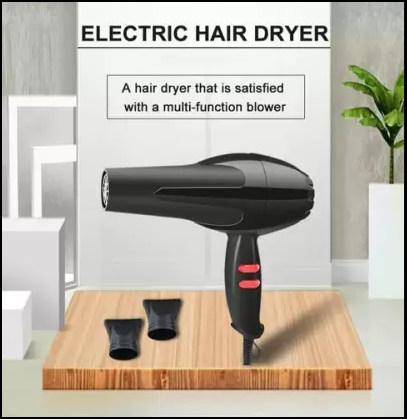 ELECTRIC HAIR DRYER
A hair dryer that is satisfied
with a multi-function blower